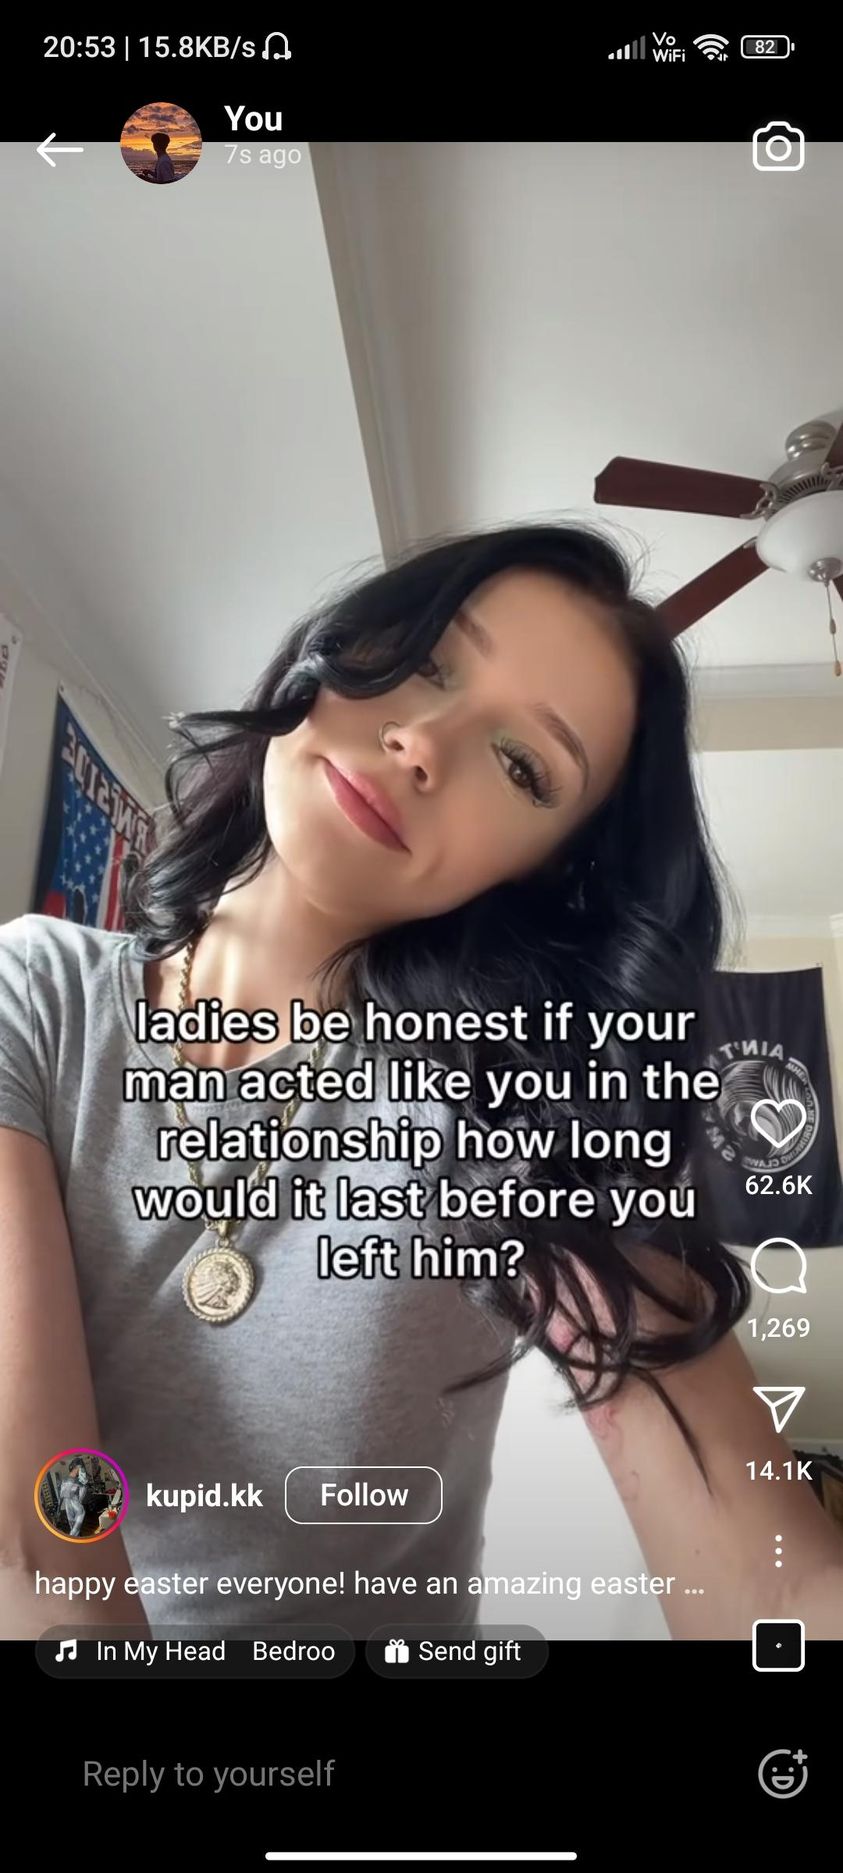 20:53 | 15.8KB/s
Vo
WiFi
82
You
7s ago
ladies be honest if your
man acted like you in the
relationship how long
would it last before you
left him?
AIN'T
62.6K
1,269
14.1K
kupid.kk
Follow
happy easter everyone! have an amazing easter ...
In My Head Bedroo
Send gift
Reply to yourself